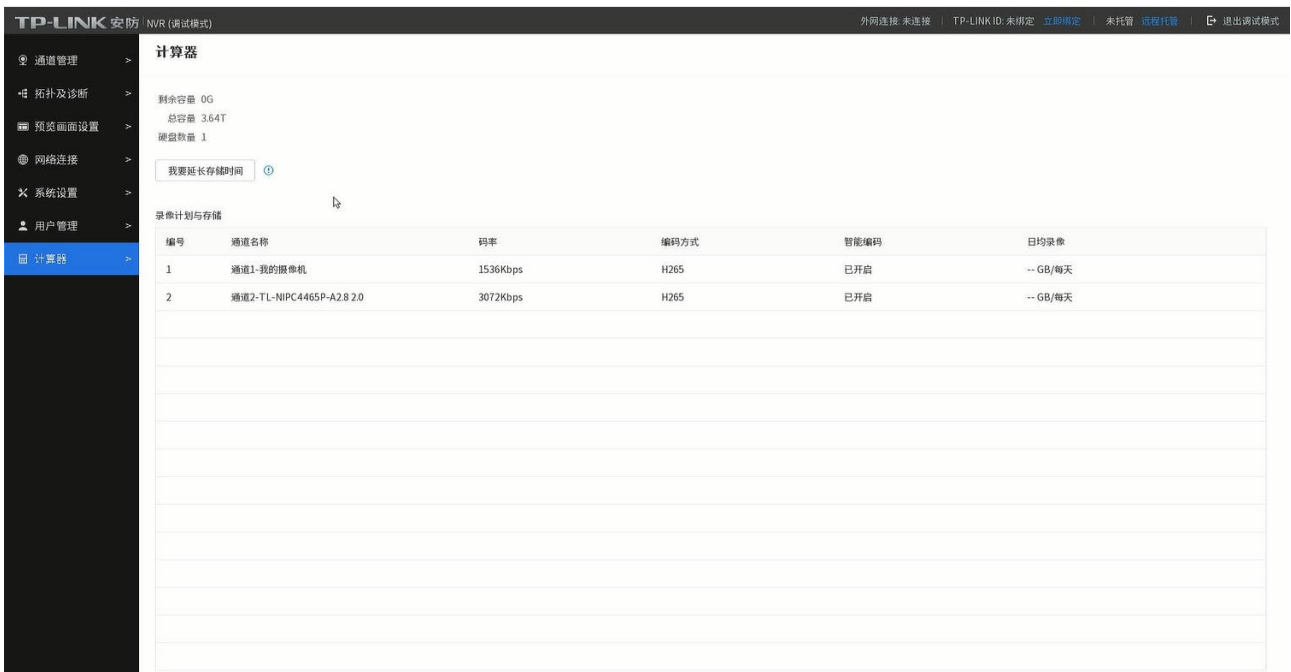 TP-LINK 安防 NVR (调试模式) 外网连接: 未连接 TP-LINK ID: 未绑定 立即绑定 未托管 远程托管 退出调试模式
通道管理 >
拓扑及诊断 >
预览画面设置 >
网络连接 >
系统设置 >
用户管理 >
计算器 >
计算器
剩余容量 0G
总容量 3.64T
硬盘数量 1
我要延长存储时间
录像计划与存储
编号 通道名称 码率 编码方式 智能编码 日均录像
1 通道1-我的摄像机 1536Kbps H265 已开启 -- GB/每天
2 通道2-TL-NIPC4465P-A2.8 2.0 3072Kbps H265 已开启 -- GB/每天